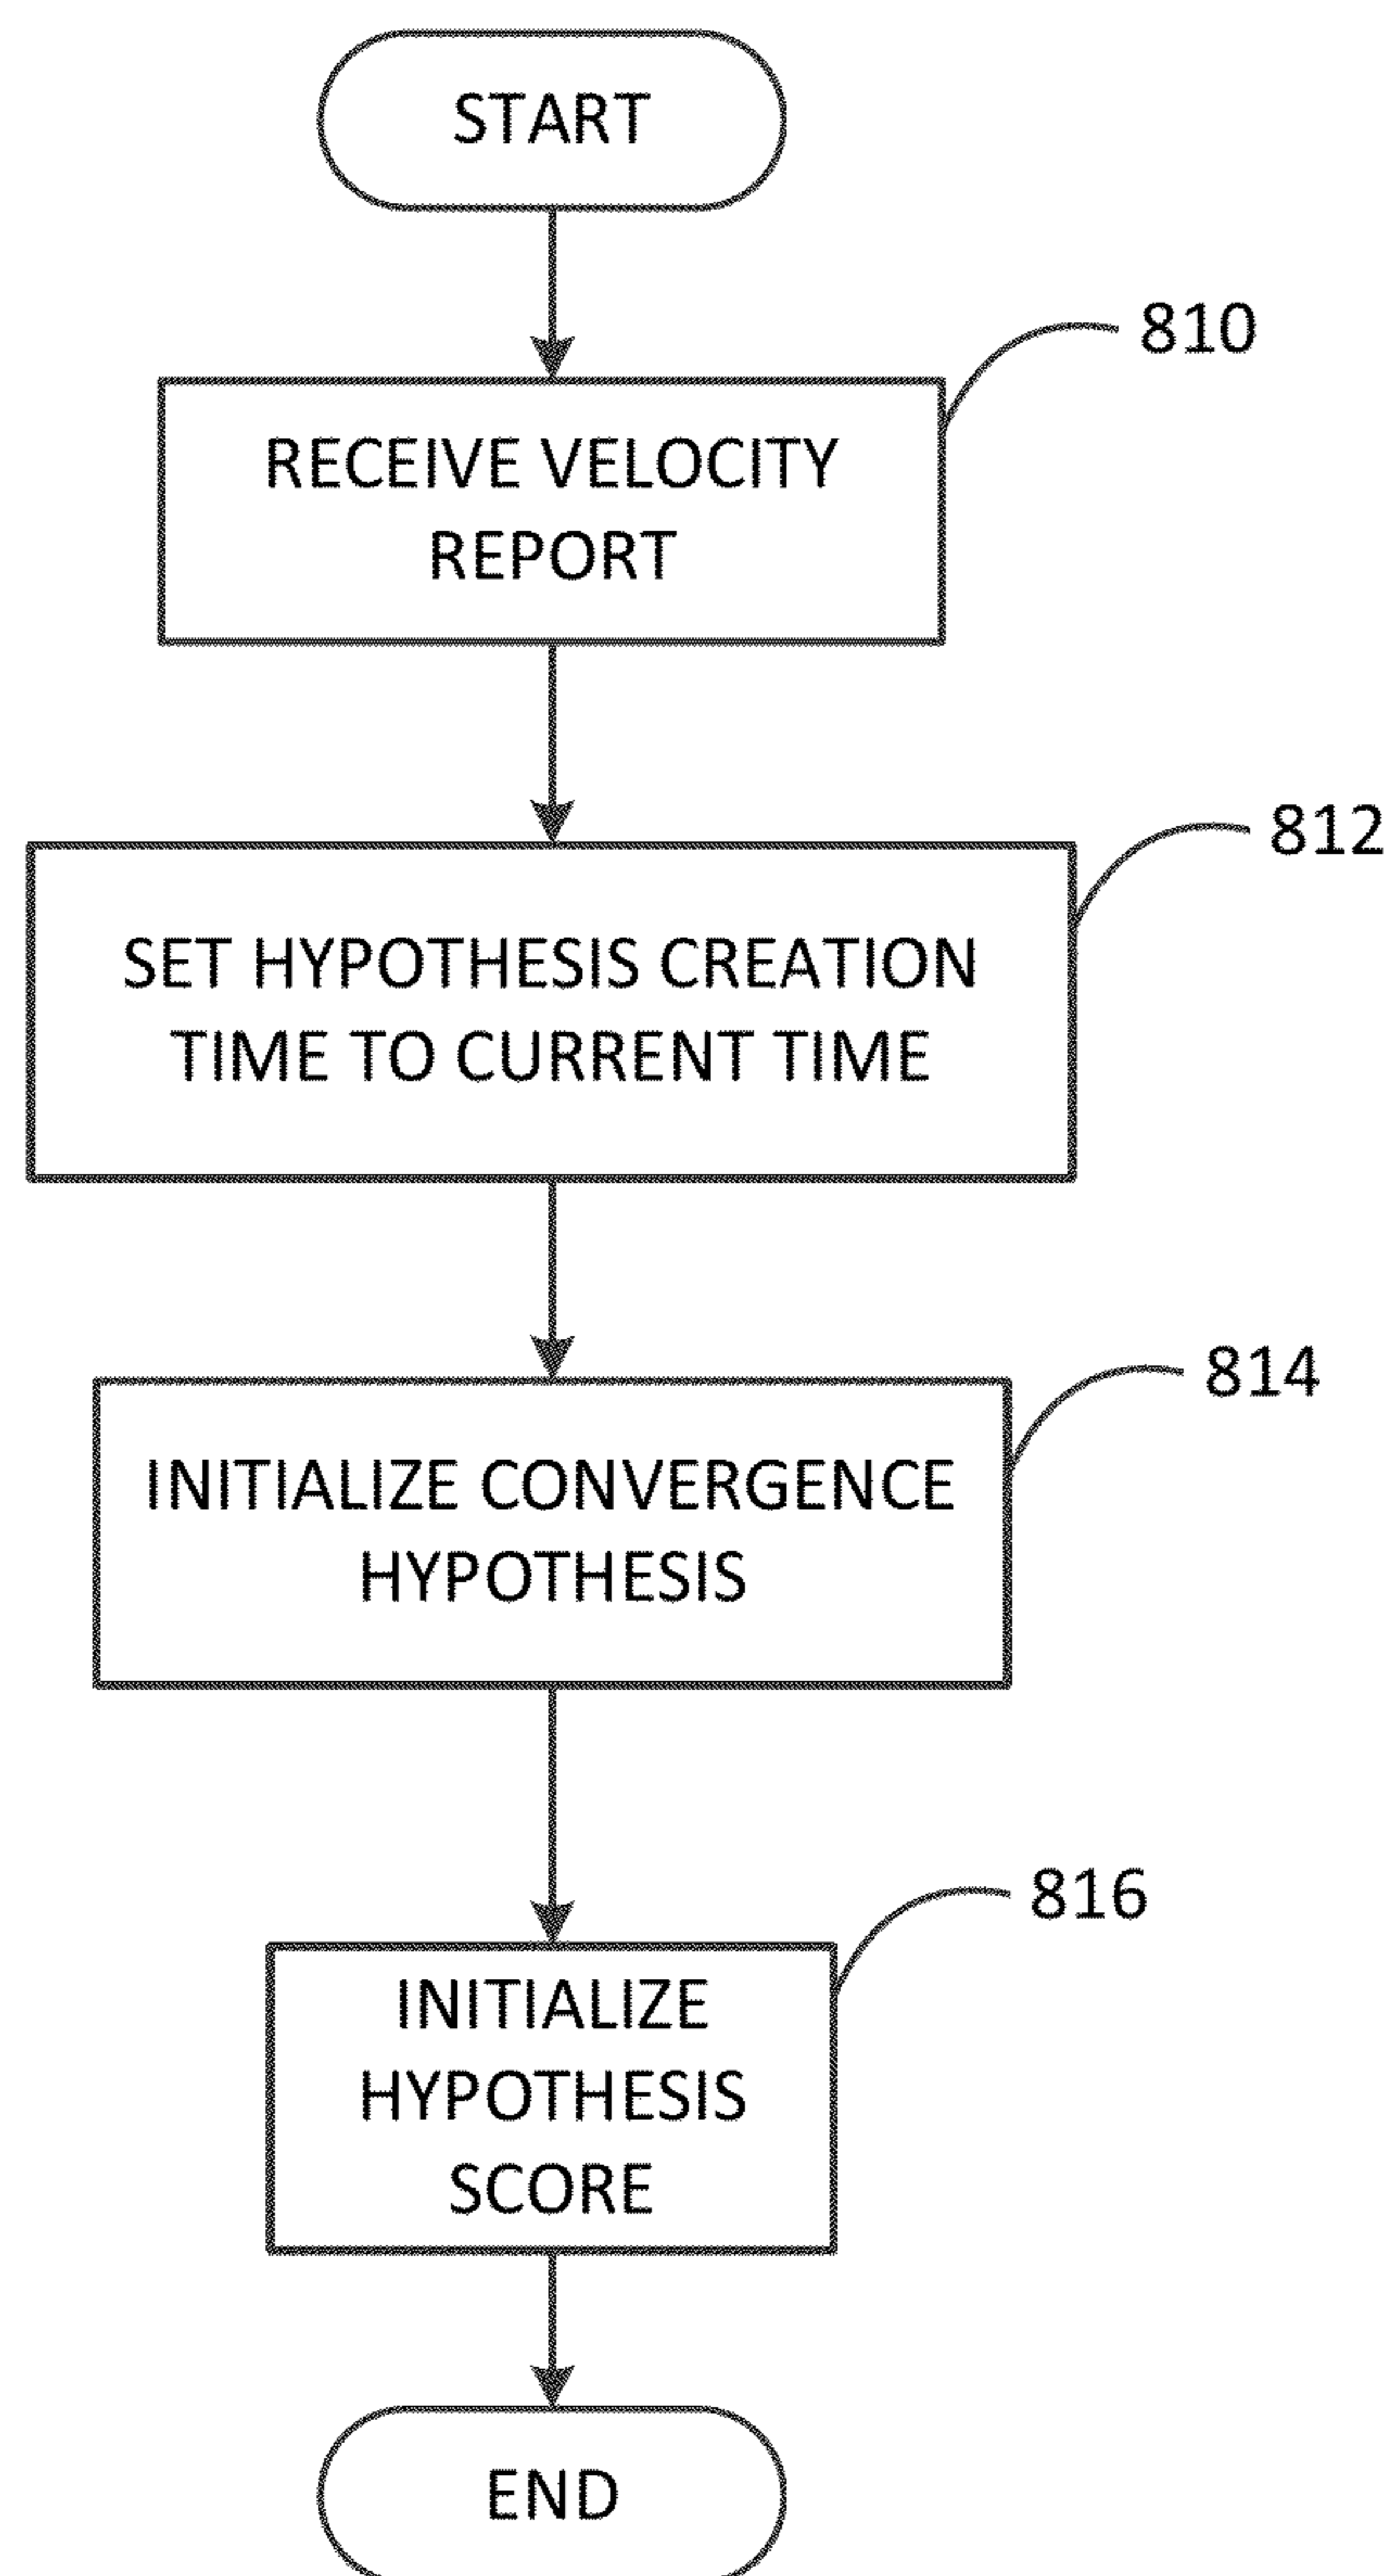 START
810
RECEIVE VELOCITY
REPORT
812
SET HYPOTHESIS CREATION
TIME TO CURRENT TIME
814
INITIALIZE CONVERGENCE
HYPOTHESIS
816
INITIALIZE
HYPOTHESIS
SCORE
END